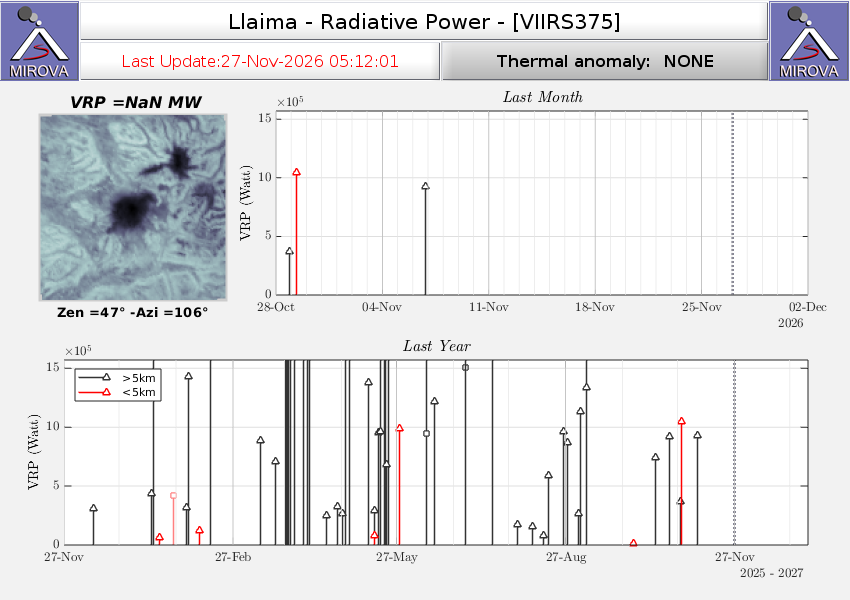 Llaima - Radiative Power - [VIIRS375]
MIROVA
MIROVA
Last Update:27-Nov-2026 05:12:01
Thermal anomaly: NONE
VRP =NaN MW
Zen =47° -Azi =106°
Last Month
×10⁵
VRP (Watt)
15
10
5
0
28-Oct 04-Nov 11-Nov 18-Nov 25-Nov 02-Dec
2026
Last Year
×10⁵
VRP (Watt)
15
10
5
0
>5km
<5km
27-Nov 27-Feb 27-May 27-Aug 27-Nov
2025 - 2027